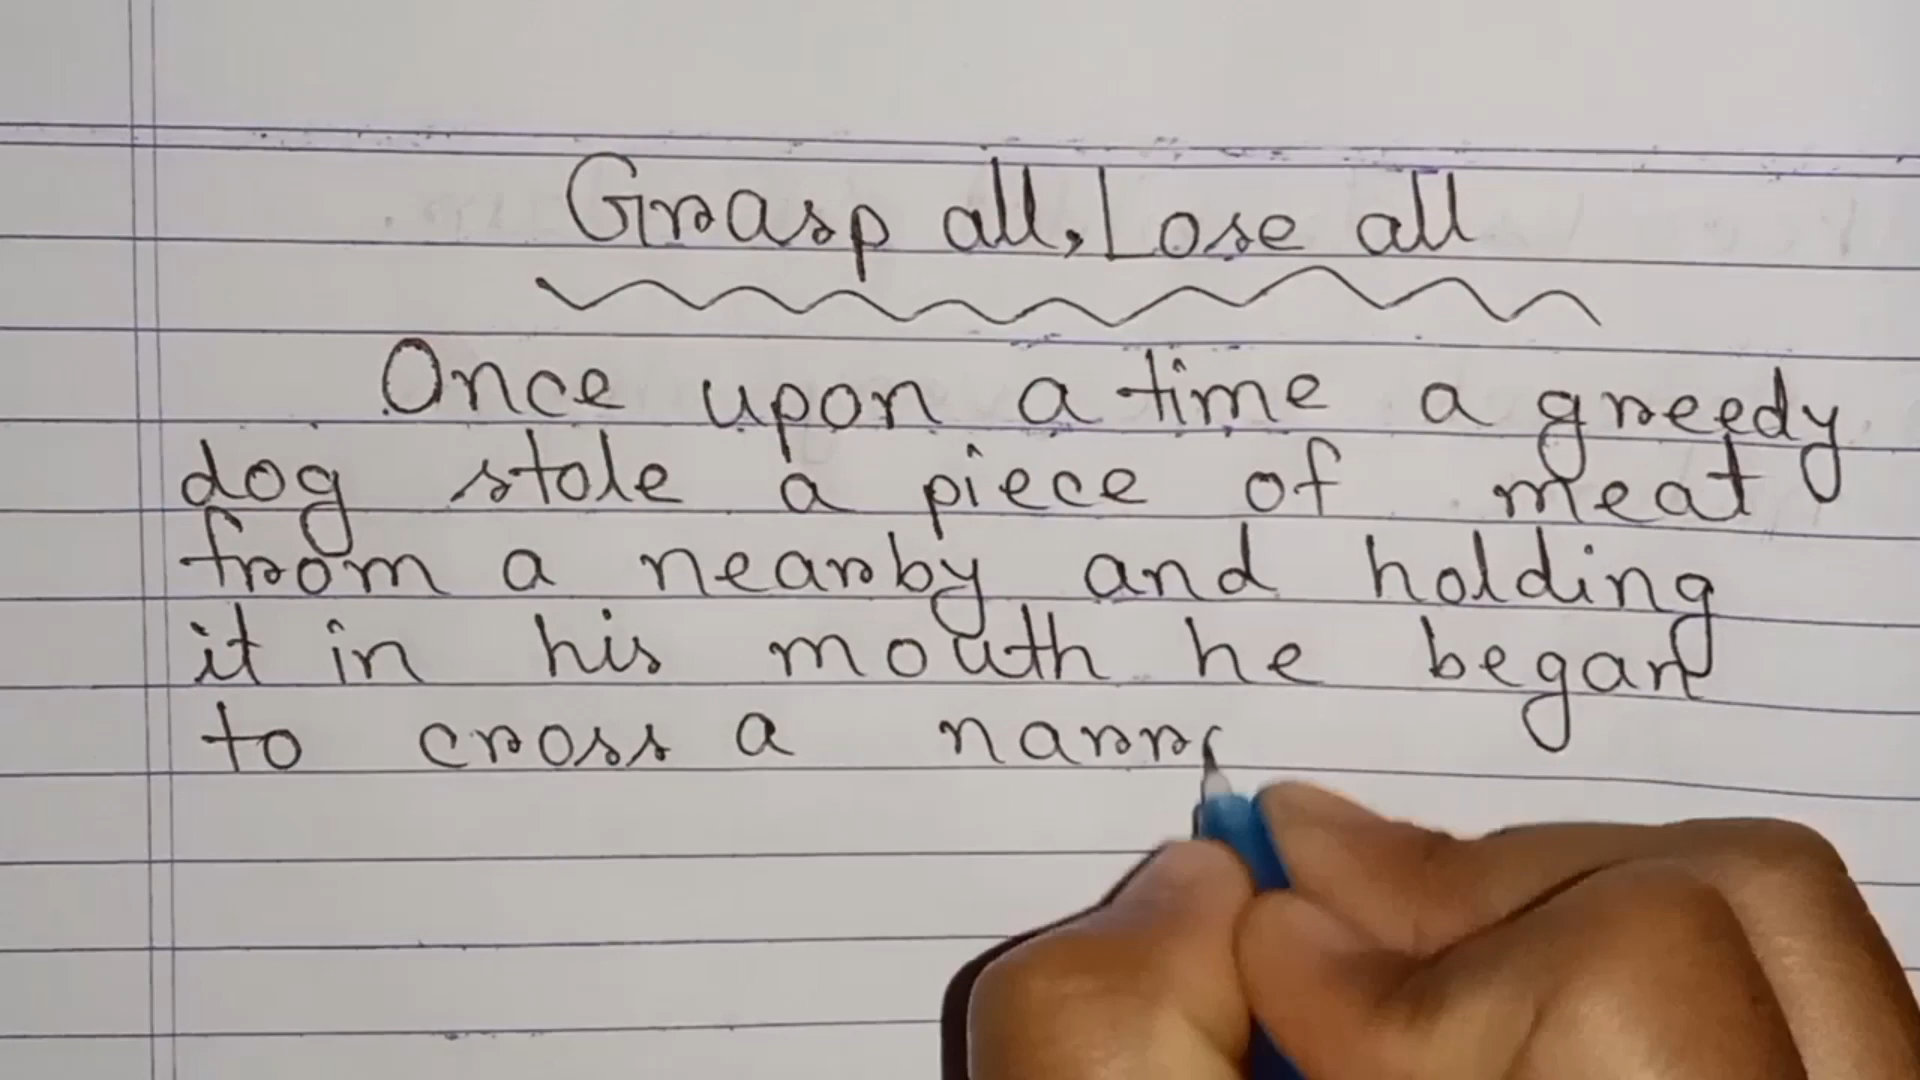 Grasp all, Lose all
Once upon a time a greedy
dog stole a piece of meat
from a nearby and holding
it in his mouth he began
to cross a narro